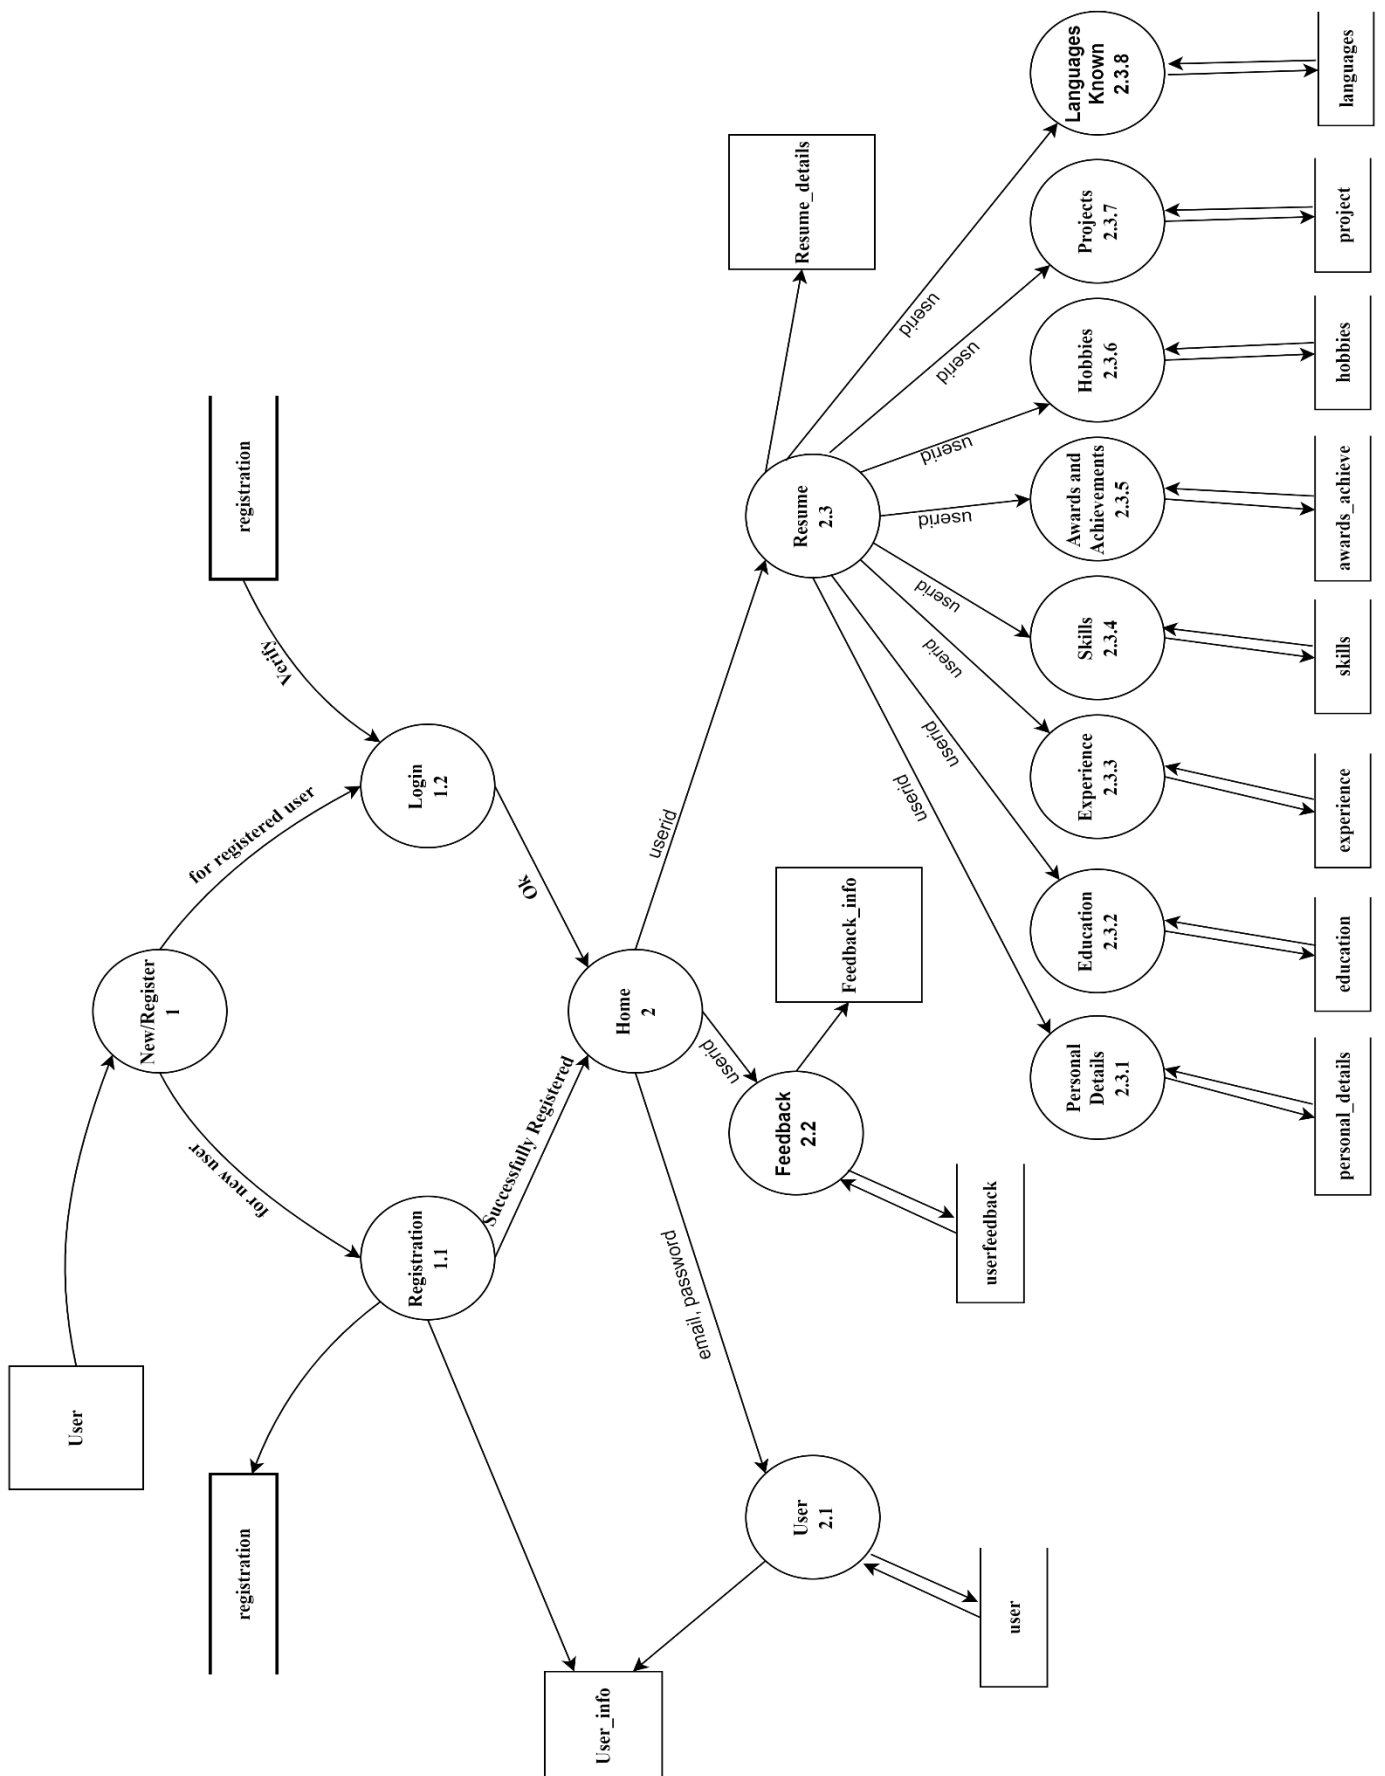 User
New/Register
1
for new user
for registered user
registration
Registration
1.1
Login
1.2
Verify
registration
Successfully Registered
Ok
User_info
Home
2
email, password
userid
userid
User
2.1
user
Feedback
2.2
Feedback_info
userfeedback
Resume
2.3
Resume_details
userid
userid
userid
userid
userid
userid
userid
userid
Personal
Details
2.3.1
Education
2.3.2
Experience
2.3.3
Skills
2.3.4
Awards and
Achievements
2.3.5
Hobbies
2.3.6
Projects
2.3.7
Languages
Known
2.3.8
personal_details
education
experience
skills
awards_achieve
hobbies
project
languages